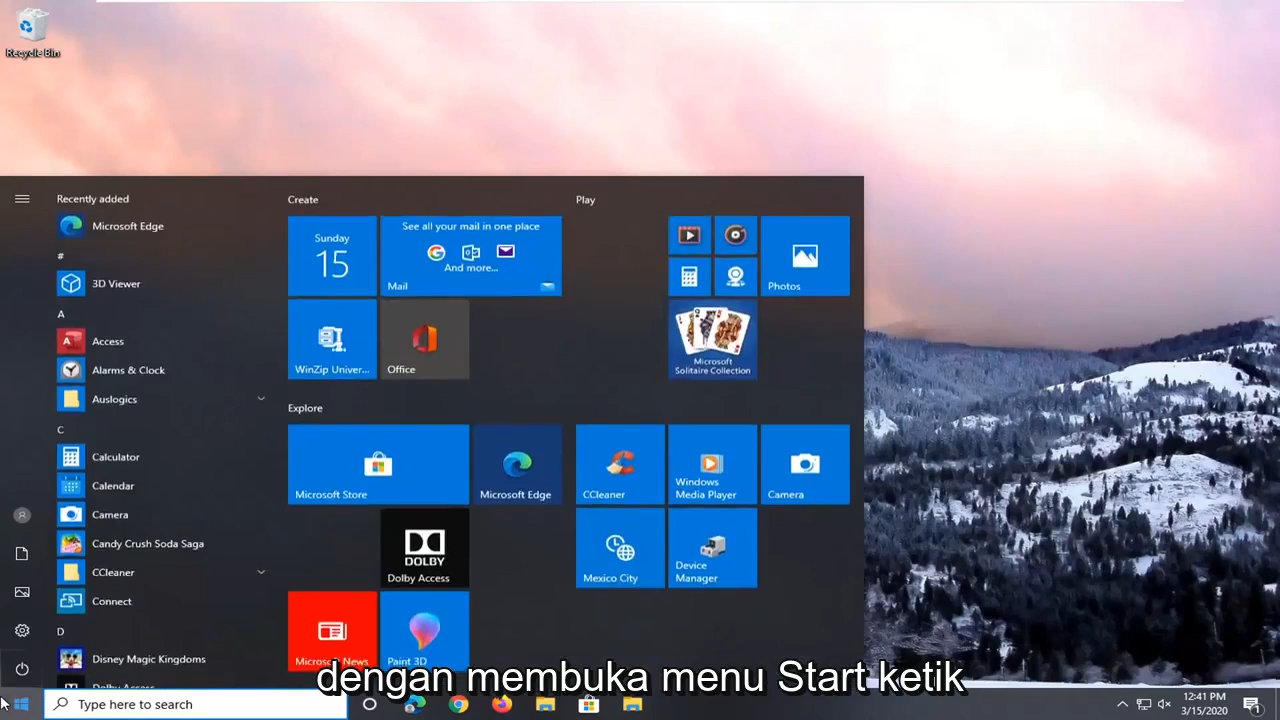 Recycle Bin
Recently added
Microsoft Edge
#
3D Viewer
A
Access
Alarms & Clock
Auslogics
C
Calculator
Calendar
Camera
Candy Crush Soda Saga
CCleaner
Connect
D
Disney Magic Kingdoms
Dolby Access
Create
Sunday
15
See all your mail in one place
And more...
Mail
WinZip Univer...
Office
Explore
Microsoft Store
Microsoft Edge
DOLBY
Dolby Access
Microsoft News
Paint 3D
Play
Photos
Microsoft
Solitaire Collection
CCleaner
Windows
Media Player
Camera
Mexico City
Device
Manager
dengan membuka menu Start ketik
Type here to search
12:41 PM
3/15/2020
1